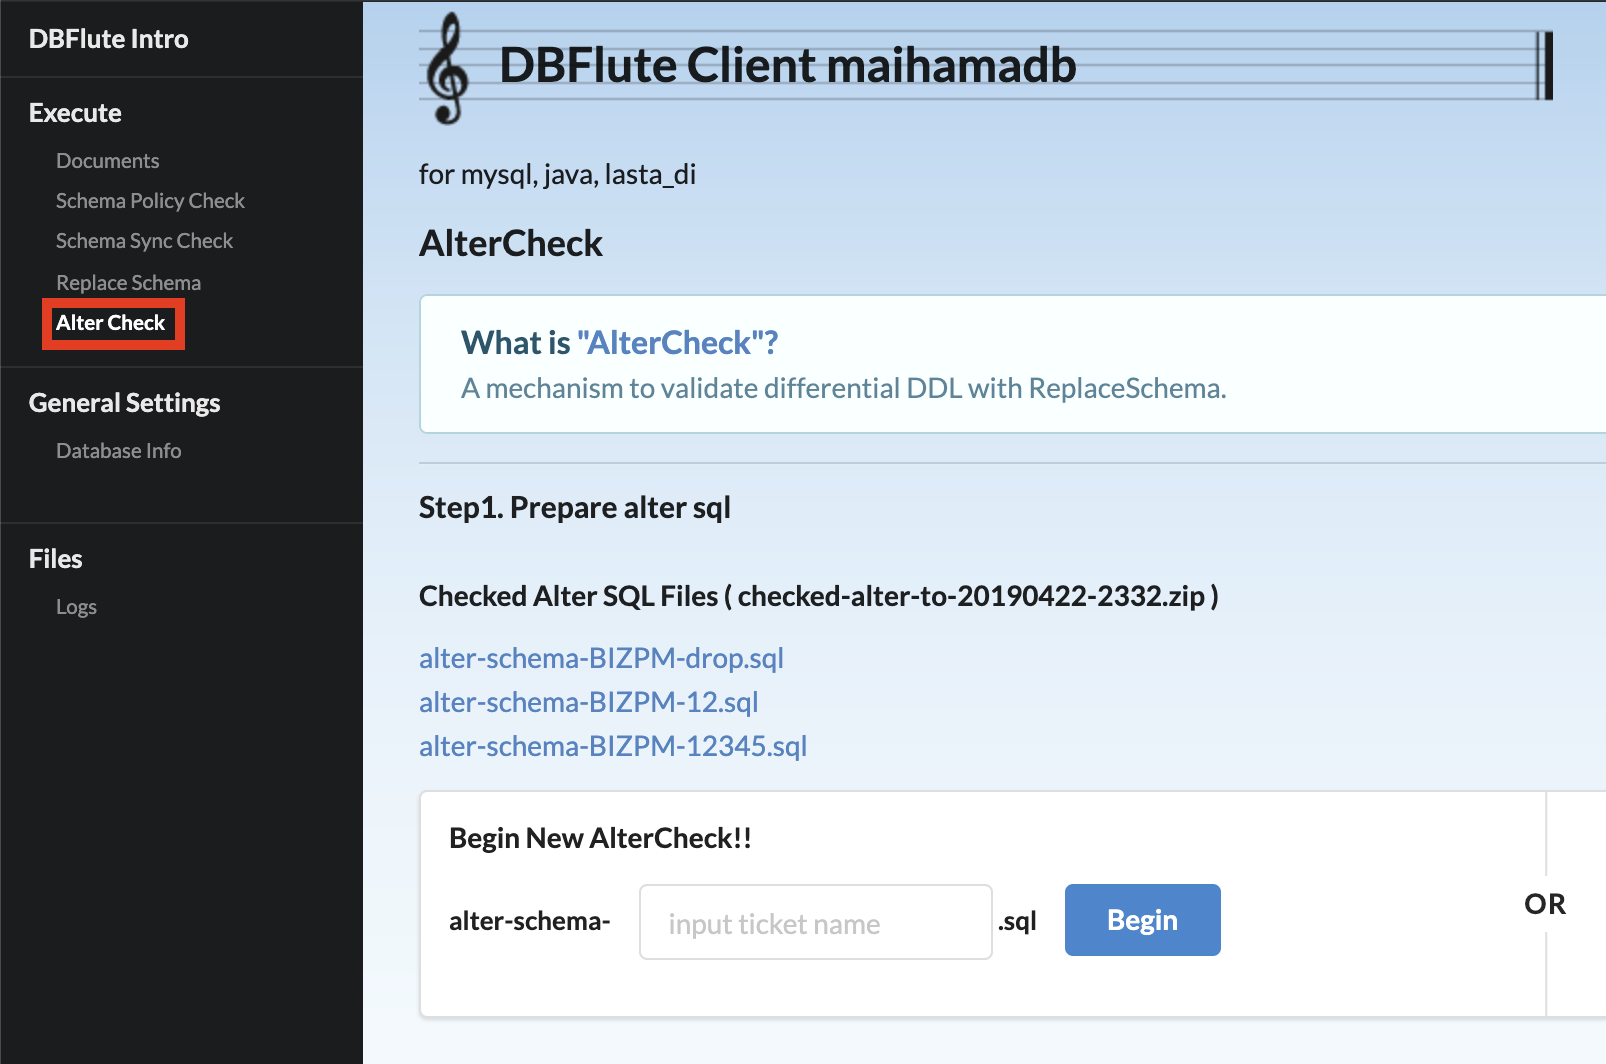 DBFlute Intro
Execute
Documents
Schema Policy Check
Schema Sync Check
Replace Schema
Alter Check
General Settings
Database Info
Files
Logs
DBFlute Client maihamadb
for mysql, java, lasta_di
AlterCheck
What is "AlterCheck"?
A mechanism to validate differential DDL with ReplaceSchema.
Step1. Prepare alter sql
Checked Alter SQL Files ( checked-alter-to-20190422-2332.zip )
alter-schema-BIZPM-drop.sql
alter-schema-BIZPM-12.sql
alter-schema-BIZPM-12345.sql
Begin New AlterCheck!!
alter-schema- input ticket name .sql Begin
OR